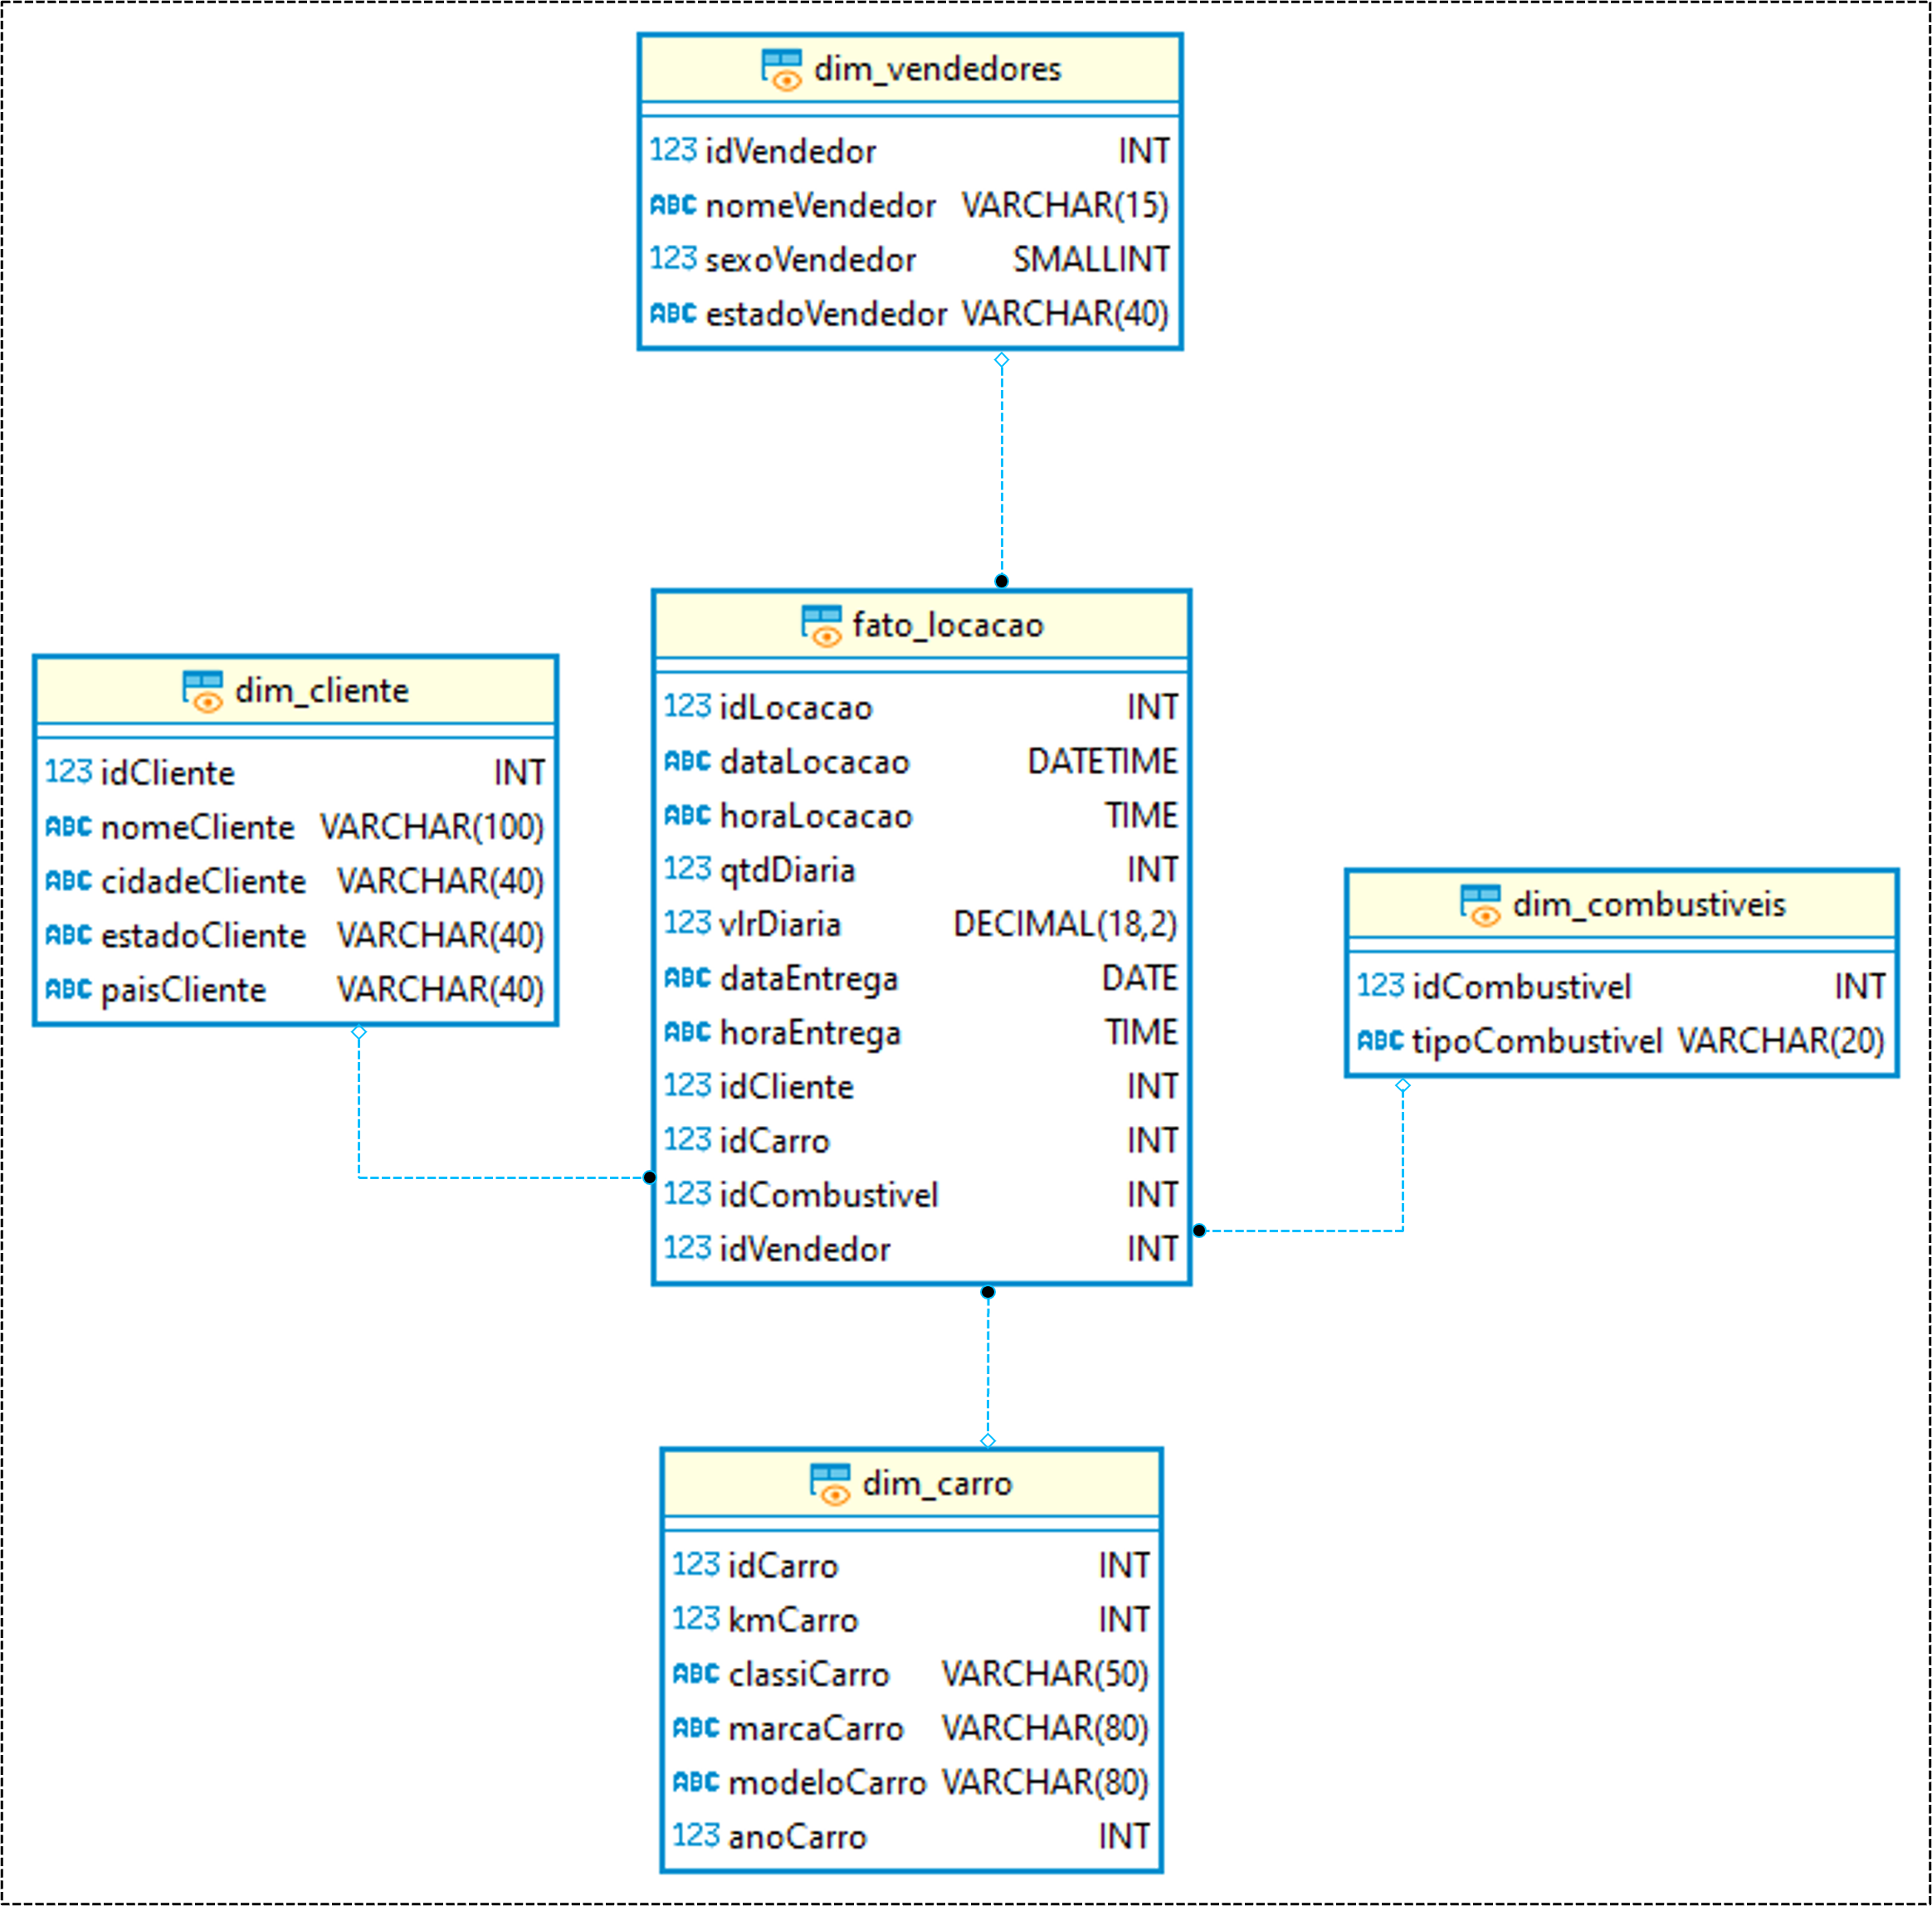 dim_vendedores
123 idVendedor INT
ABC nomeVendedor VARCHAR(15)
123 sexoVendedor SMALLINT
ABC estadoVendedor VARCHAR(40)
fato_locacao
123 idLocacao INT
ABC dataLocacao DATETIME
ABC horaLocacao TIME
123 qtdDiaria INT
123 vlrDiaria DECIMAL(18,2)
ABC dataEntrega DATE
ABC horaEntrega TIME
123 idCliente INT
123 idCarro INT
123 idCombustivel INT
123 idVendedor INT
dim_cliente
123 idCliente INT
ABC nomeCliente VARCHAR(100)
ABC cidadeCliente VARCHAR(40)
ABC estadoCliente VARCHAR(40)
ABC paisCliente VARCHAR(40)
dim_combustiveis
123 idCombustivel INT
ABC tipoCombustivel VARCHAR(20)
dim_carro
123 idCarro INT
123 kmCarro INT
ABC classiCarro VARCHAR(50)
ABC marcaCarro VARCHAR(80)
ABC modeloCarro VARCHAR(80)
123 anoCarro INT